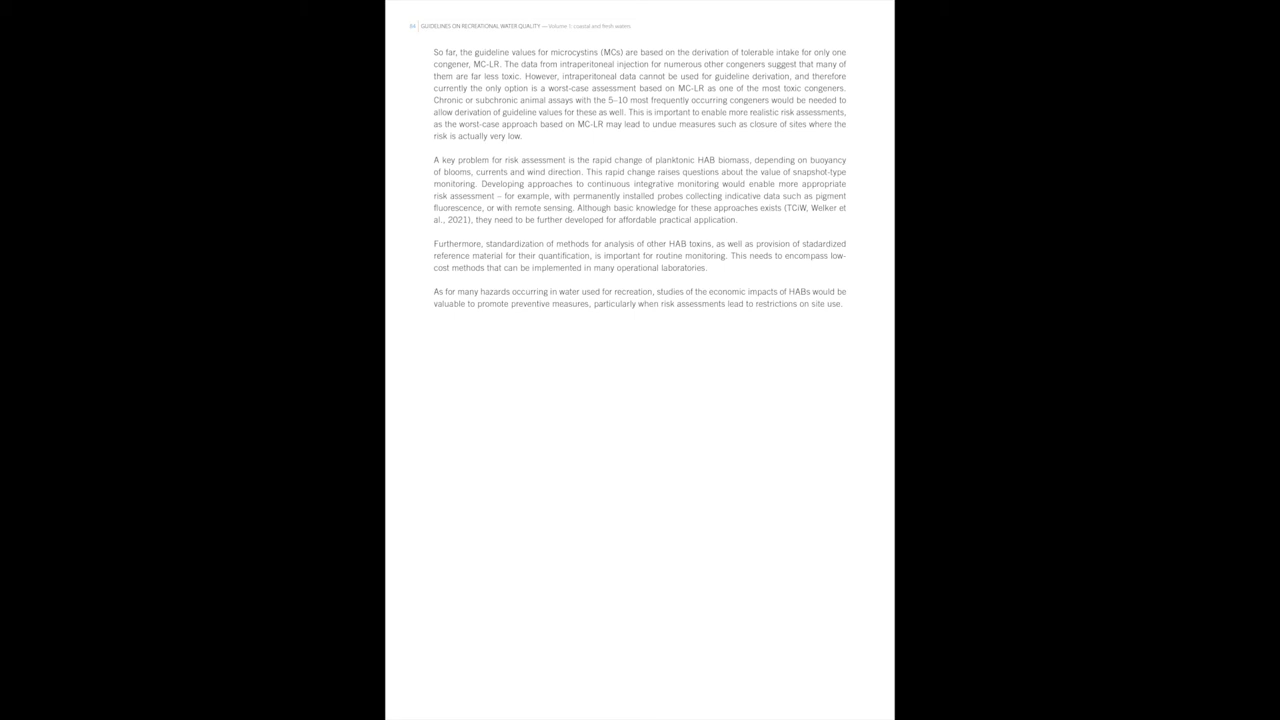 84 GUIDELINES ON RECREATIONAL WATER QUALITY — Volume 1: coastal and fresh waters
So far, the guideline values for microcystins (MCs) are based on the derivation of tolerable intake for only one
congener, MC-LR. The data from intraperitoneal injection for numerous other congeners suggest that many of
them are far less toxic. However, intraperitoneal data cannot be used for guideline derivation, and therefore
currently the only option is a worst-case assessment based on MC-LR as one of the most toxic congeners.
Chronic or subchronic animal assays with the 5–10 most frequently occurring congeners would be needed to
allow derivation of guideline values for these as well. This is important to enable more realistic risk assessments,
as the worst-case approach based on MC-LR may lead to undue measures such as closure of sites where the
risk is actually very low.
A key problem for risk assessment is the rapid change of planktonic HAB biomass, depending on buoyancy
of blooms, currents and wind direction. This rapid change raises questions about the value of snapshot-type
monitoring. Developing approaches to continuous integrative monitoring would enable more appropriate
risk assessment – for example, with permanently installed probes collecting indicative data such as pigment
fluorescence, or with remote sensing. Although basic knowledge for these approaches exists (TCiW, Welker et
al., 2021), they need to be further developed for affordable practical application.
Furthermore, standardization of methods for analysis of other HAB toxins, as well as provision of stadardized
reference material for their quantification, is important for routine monitoring. This needs to encompass low-
cost methods that can be implemented in many operational laboratories.
As for many hazards occurring in water used for recreation, studies of the economic impacts of HABs would be
valuable to promote preventive measures, particularly when risk assessments lead to restrictions on site use.